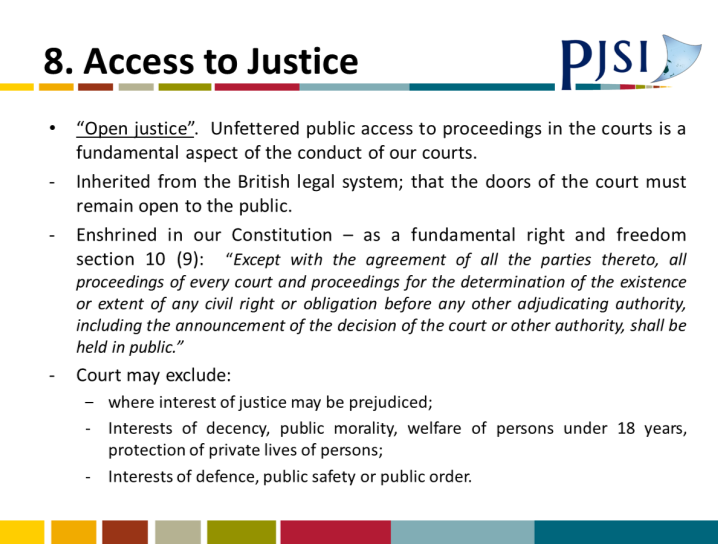 8. Access to Justice
PJSI
• “Open justice”. Unfettered public access to proceedings in the courts is a
fundamental aspect of the conduct of our courts.
- Inherited from the British legal system; that the doors of the court must
remain open to the public.
- Enshrined in our Constitution – as a fundamental right and freedom
section 10 (9): “Except with the agreement of all the parties thereto, all
proceedings of every court and proceedings for the determination of the existence
or extent of any civil right or obligation before any other adjudicating authority,
including the announcement of the decision of the court or other authority, shall be
held in public.”
- Court may exclude:
– where interest of justice may be prejudiced;
- Interests of decency, public morality, welfare of persons under 18 years,
protection of private lives of persons;
- Interests of defence, public safety or public order.